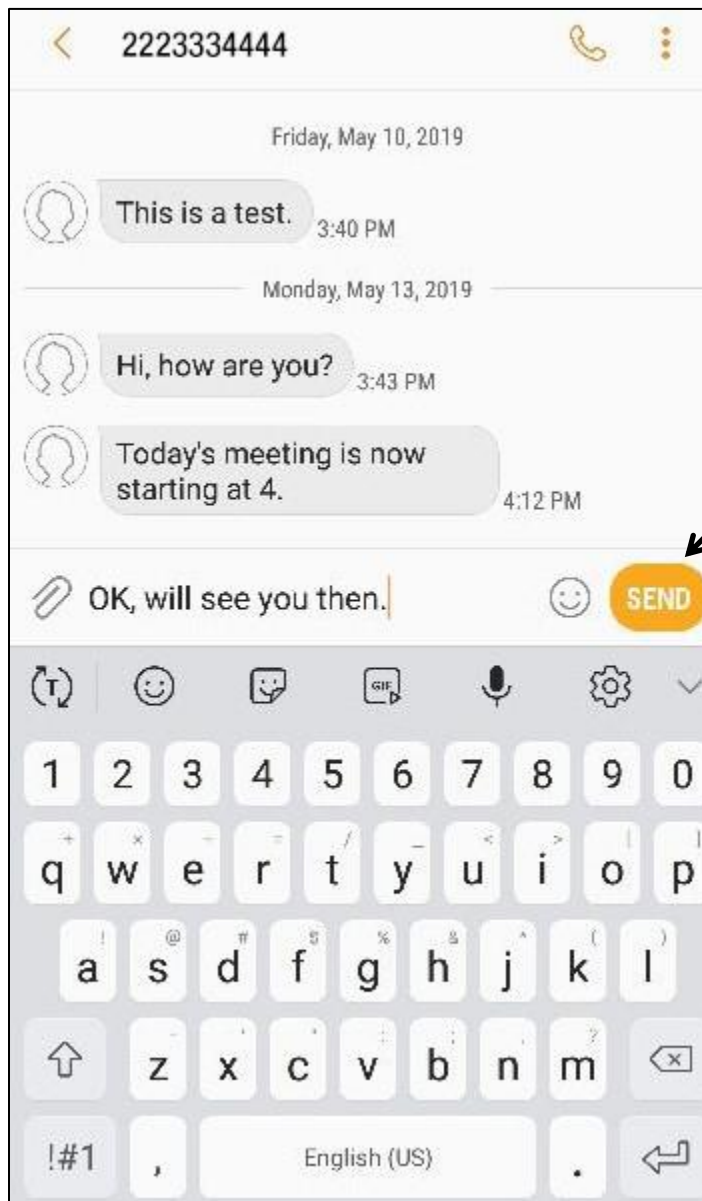 2223334444
Friday, May 10, 2019
This is a test.
3:40 PM
Monday, May 13, 2019
Hi, how are you?
3:43 PM
Today's meeting is now
starting at 4.
4:12 PM
OK, will see you then.
SEND
T
GIF
1 2 3 4 5 6 7 8 9 0
q w e r t y u i o p
a s d f g h j k l
z x c v b n m
!#1 , English (US) .